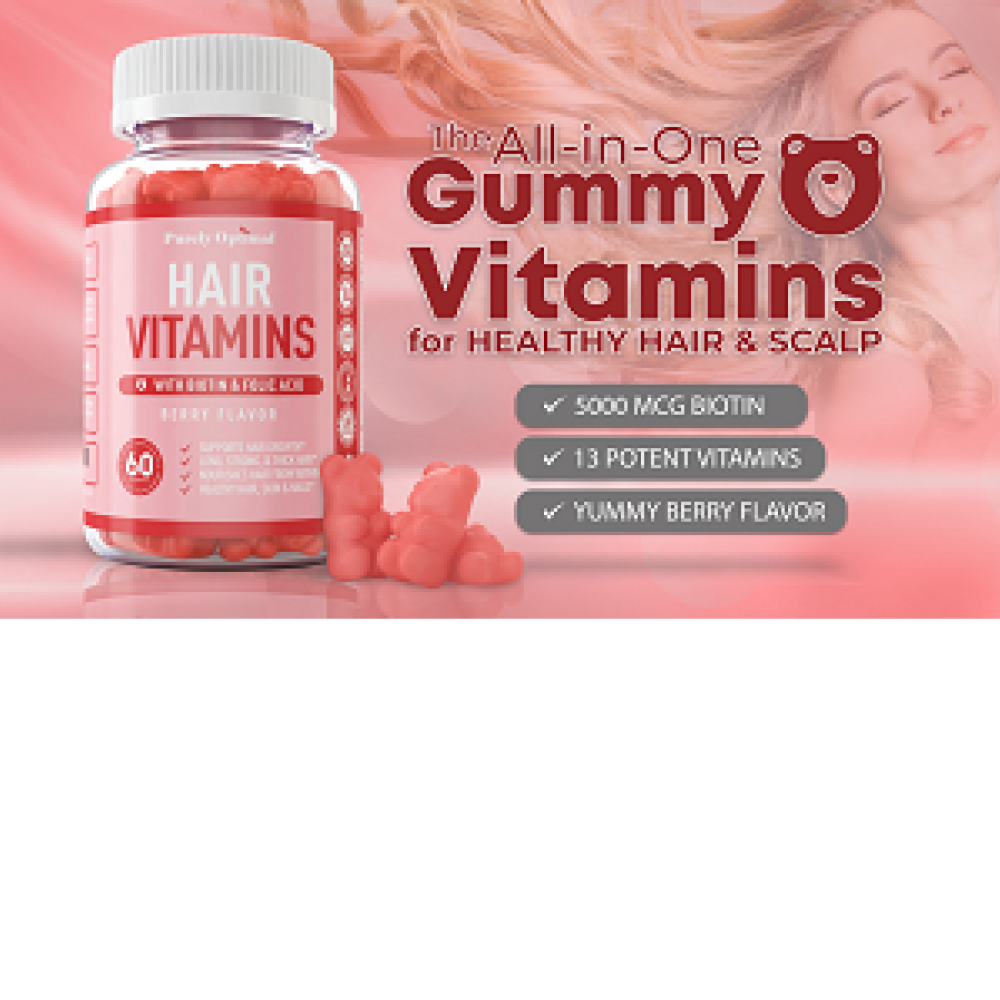 Purely Optimal
HAIR
VITAMINS
WITH BIOTIN & FOLIC ACID
BERRY FLAVOR
60
The All-in-One
Gummy
Vitamins
for HEALTHY HAIR & SCALP
5000 MCG BIOTIN
13 POTENT VITAMINS
YUMMY BERRY FLAVOR